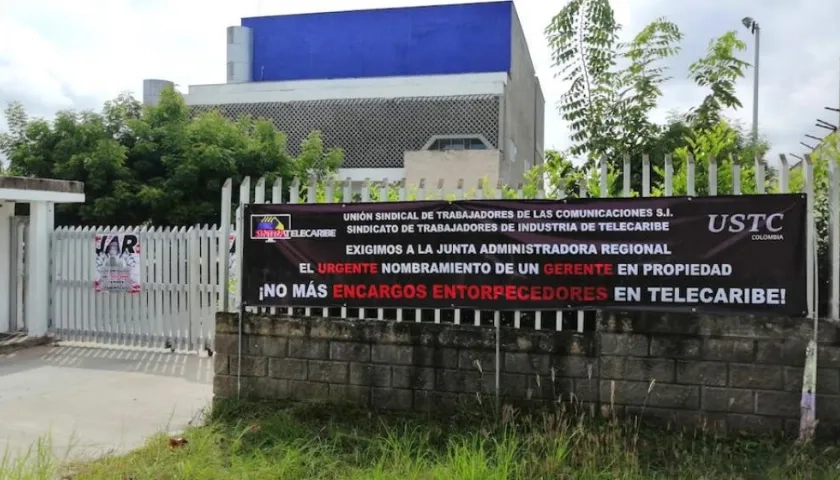 UNIÓN SINDICAL DE TRABAJADORES DE LAS COMUNICACIONES S.I.
SINDICATO DE TRABAJADORES DE INDUSTRIA DE TELECARIBE
SINTRATELECARIBE
USTC
COLOMBIA
EXIGIMOS A LA JUNTA ADMINISTRADORA REGIONAL
EL URGENTE NOMBRAMIENTO DE UN GERENTE EN PROPIEDAD
¡NO MÁS ENCARGOS ENTORPECEDORES EN TELECARIBE!
JAR